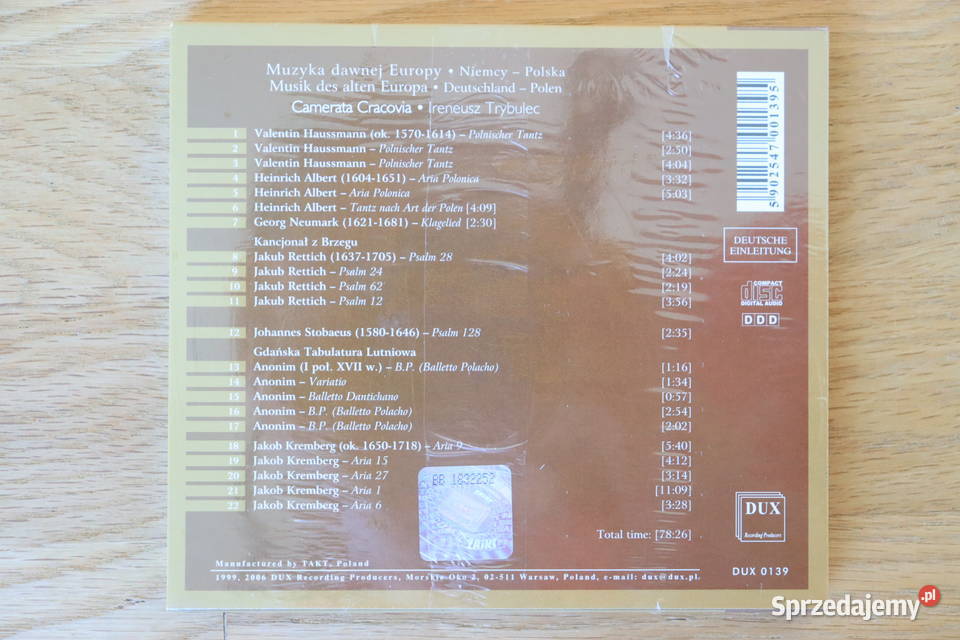 Muzyka dawnej Europy • Niemcy – Polska
Musik des alten Europa • Deutschland – Polen
Camerata Cracovia • Ireneusz Trybulec
1 Valentin Haussmann (ok. 1570-1614) – Polnischer Tantz [4:36]
2 Valentin Haussmann – Polnischer Tantz [2:50]
3 Valentin Haussmann – Polnischer Tantz [4:04]
4 Heinrich Albert (1604-1651) – Aria Polonica [3:32]
5 Heinrich Albert – Aria Polonica [5:03]
6 Heinrich Albert – Tantz nach Art der Polen [4:09]
7 Georg Neumark (1621-1681) – Klagelied [2:30]
Kancjonał z Brzegu
8 Jakub Rettich (1637-1705) – Psalm 28 [4:02]
9 Jakub Rettich – Psalm 24 [2:24]
10 Jakub Rettich – Psalm 62 [2:19]
11 Jakub Rettich – Psalm 12 [3:56]
12 Johannes Stobaeus (1580-1646) – Psalm 128 [2:35]
Gdańska Tabulatura Lutniowa
13 Anonim (I poł. XVII w.) – B.P. (Balletto Polacho) [1:16]
14 Anonim – Variatio [1:34]
15 Anonim – Balletto Dantichano [0:57]
16 Anonim – B.P. (Balletto Polacho) [2:54]
17 Anonim – B.P. (Balletto Polacho) [2:02]
18 Jakob Kremberg (ok. 1650-1718) – Aria 9 [5:40]
19 Jakob Kremberg – Aria 15 [4:12]
20 Jakob Kremberg – Aria 27 [3:14]
21 Jakob Kremberg – Aria 1 [11:09]
22 Jakob Kremberg – Aria 6 [3:28]
Total time: [78:26]
5 902547 001395
DEUTSCHE
EINLEITUNG
COMPACT
disc
DIGITAL AUDIO
DDD
BB 1832252
ZAiKS
DUX
Recording Producers
Manufactured by TAKT, Poland
1999, 2006 DUX Recording Producers, Morskie Oko 2, 02-511 Warsaw, Poland, e-mail: dux@dux.pl.
DUX 0139
Sprzedajemy.pl